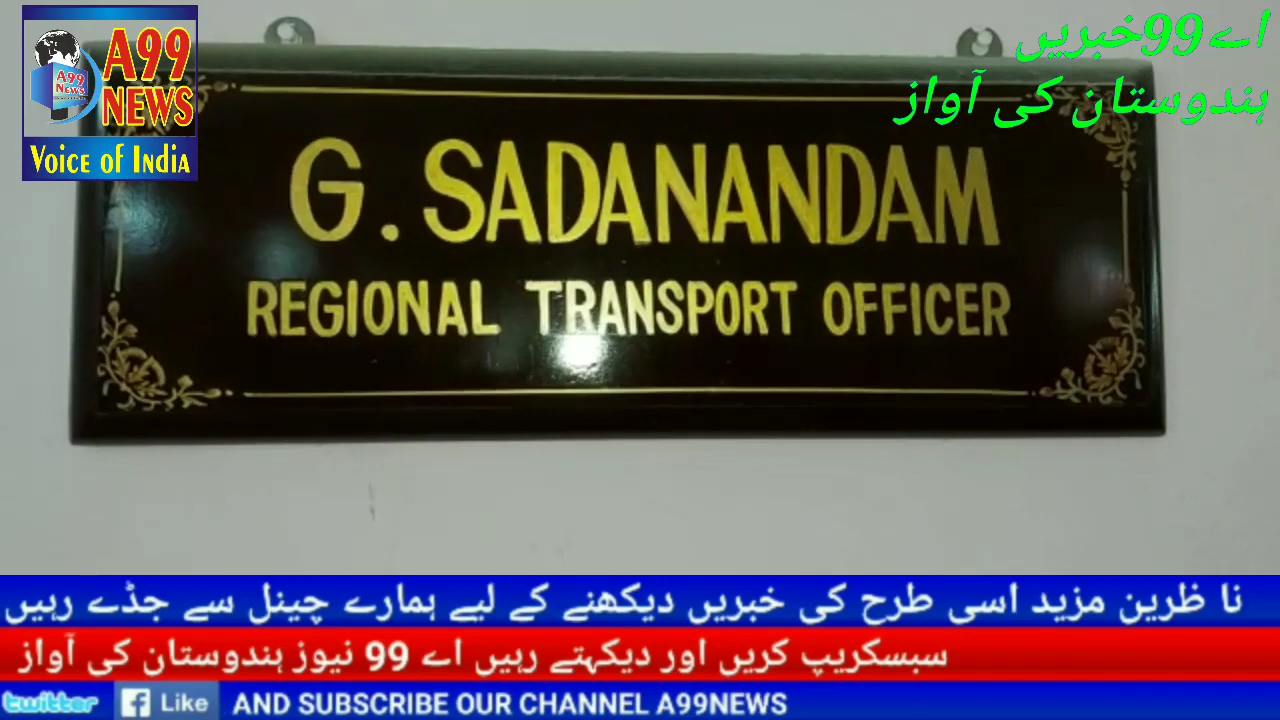 A99
NEWS
Voice of India
اے99خبریں
ہندوستان کی آواز
G. SADANANDAM
REGIONAL TRANSPORT OFFICER
نا ظرین مزید اسی طرح کی خبریں دیکھنے کے لیے ہمارے چینل سے جڈے رہیں
سبسکریپ کریں اور دیکہتے رہیں اے 99 نیوز ہندوستان کی آواز
twitter f Like AND SUBSCRIBE OUR CHANNEL A99NEWS